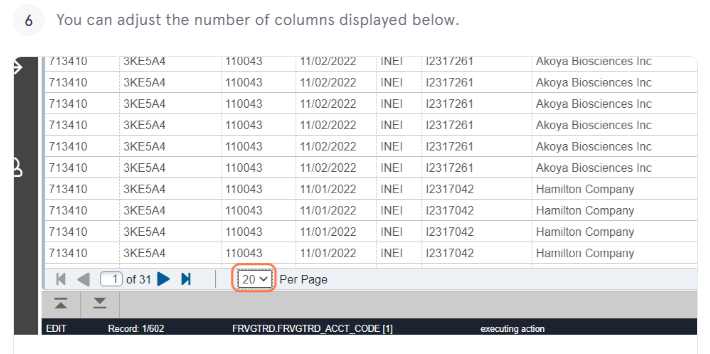 6 You can adjust the number of columns displayed below.
713410 3KE5A4 110043 11/02/2022 INEI I2317261 Akoya Biosciences Inc
713410 3KE5A4 110043 11/02/2022 INEI I2317261 Akoya Biosciences Inc
713410 3KE5A4 110043 11/02/2022 INEI I2317261 Akoya Biosciences Inc
713410 3KE5A4 110043 11/02/2022 INEI I2317261 Akoya Biosciences Inc
713410 3KE5A4 110043 11/02/2022 INEI I2317261 Akoya Biosciences Inc
713410 3KE5A4 110043 11/02/2022 INEI I2317261 Akoya Biosciences Inc
713410 3KE5A4 110043 11/01/2022 INEI I2317042 Hamilton Company
713410 3KE5A4 110043 11/01/2022 INEI I2317042 Hamilton Company
713410 3KE5A4 110043 11/01/2022 INEI I2317042 Hamilton Company
713410 3KE5A4 110043 11/01/2022 INEI I2317042 Hamilton Company
1 of 31 20 Per Page
EDIT Record: 1/602 FRVGTRD.FRVGTRD_ACCT_CODE [1] executing action